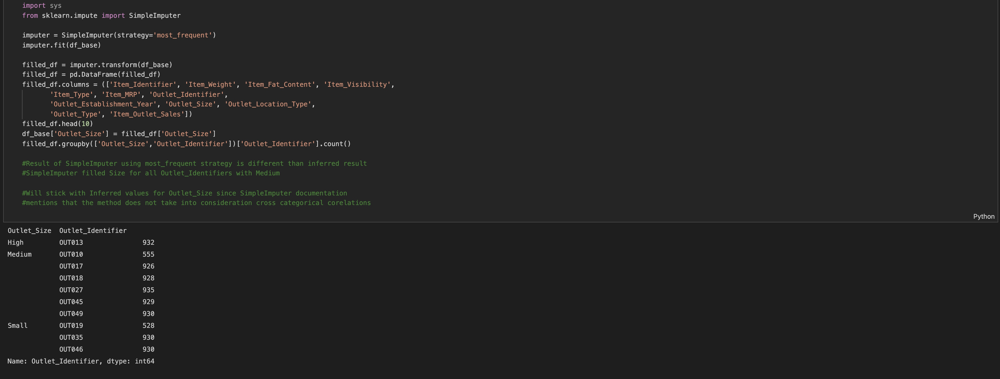 import sys
from sklearn.impute import SimpleImputer
imputer = SimpleImputer(strategy='most_frequent')
imputer.fit(df_base)
filled_df = imputer.transform(df_base)
filled_df = pd.DataFrame(filled_df)
filled_df.columns = (['Item_Identifier', 'Item_Weight', 'Item_Fat_Content', 'Item_Visibility',
'Item_Type', 'Item_MRP', 'Outlet_Identifier',
'Outlet_Establishment_Year', 'Outlet_Size', 'Outlet_Location_Type',
'Outlet_Type', 'Item_Outlet_Sales'])
filled_df.head(10)
df_base['Outlet_Size'] = filled_df['Outlet_Size']
filled_df.groupby(['Outlet_Size','Outlet_Identifier'])['Outlet_Identifier'].count()
#Result of SimpleImputer using most_frequent strategy is different than inferred result
#SimpleImputer filled Size for all Outlet_Identifiers with Medium
#Will stick with Inferred values for Outlet_Size since SimpleImputer documentation
#mentions that the method does not take into consideration cross categorical corelations
Python
Outlet_Size  Outlet_Identifier
High         OUT013               932
Medium       OUT010               555
OUT017               926
OUT018               928
OUT027               935
OUT045               929
OUT049               930
Small        OUT019               528
OUT035               930
OUT046               930
Name: Outlet_Identifier, dtype: int64